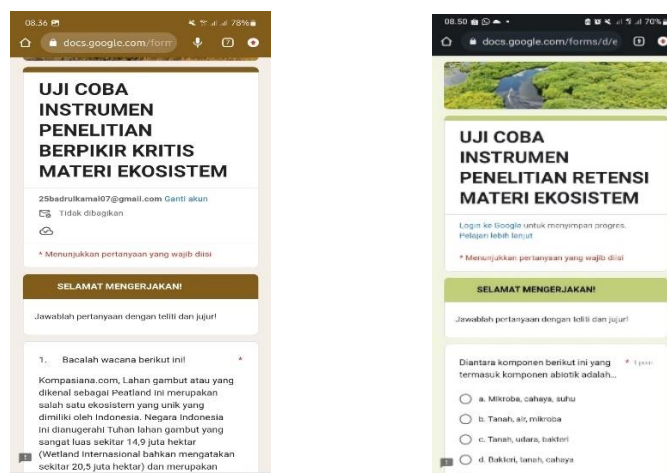 08.36
78%
docs.google.com/form
UJI COBA
INSTRUMEN
PENELITIAN
BERPIKIR KRITIS
MATERI EKOSISTEM
25badrulkamal07@gmail.com Ganti akun
Tidak dibagikan
* Menunjukkan pertanyaan yang wajib diisi
SELAMAT MENGERJAKAN!
Jawablah pertanyaan dengan teliti dan jujur!
1. Bacalah wacana berikut ini! *
Kompasiana.com, Lahan gambut atau yang
dikenal sebagai Peatland ini merupakan
salah satu ekosistem yang unik yang
dimiliki oleh Indonesia. Negara Indonesia
ini dianugerahi Tuhan lahan gambut yang
sangat luas sekitar 14,9 juta hektar
(Wetland Internasional bahkan mengatakan
sekitar 20,5 juta hektar) dan merupakan
08.50
70%
docs.google.com/forms/d/e
UJI COBA
INSTRUMEN
PENELITIAN RETENSI
MATERI EKOSISTEM
Login ke Google untuk menyimpan progres.
Pelajari lebih lanjut
* Menunjukkan pertanyaan yang wajib diisi
SELAMAT MENGERJAKAN!
Jawablah pertanyaan dengan teliti dan jujur!
Diantara komponen berikut ini yang * 1 poin
termasuk komponen abiotik adalah...
a. Mikroba, cahaya, suhu
b. Tanah, air, mikroba
c. Tanah, udara, bakteri
d. Bakteri, tanah, cahaya